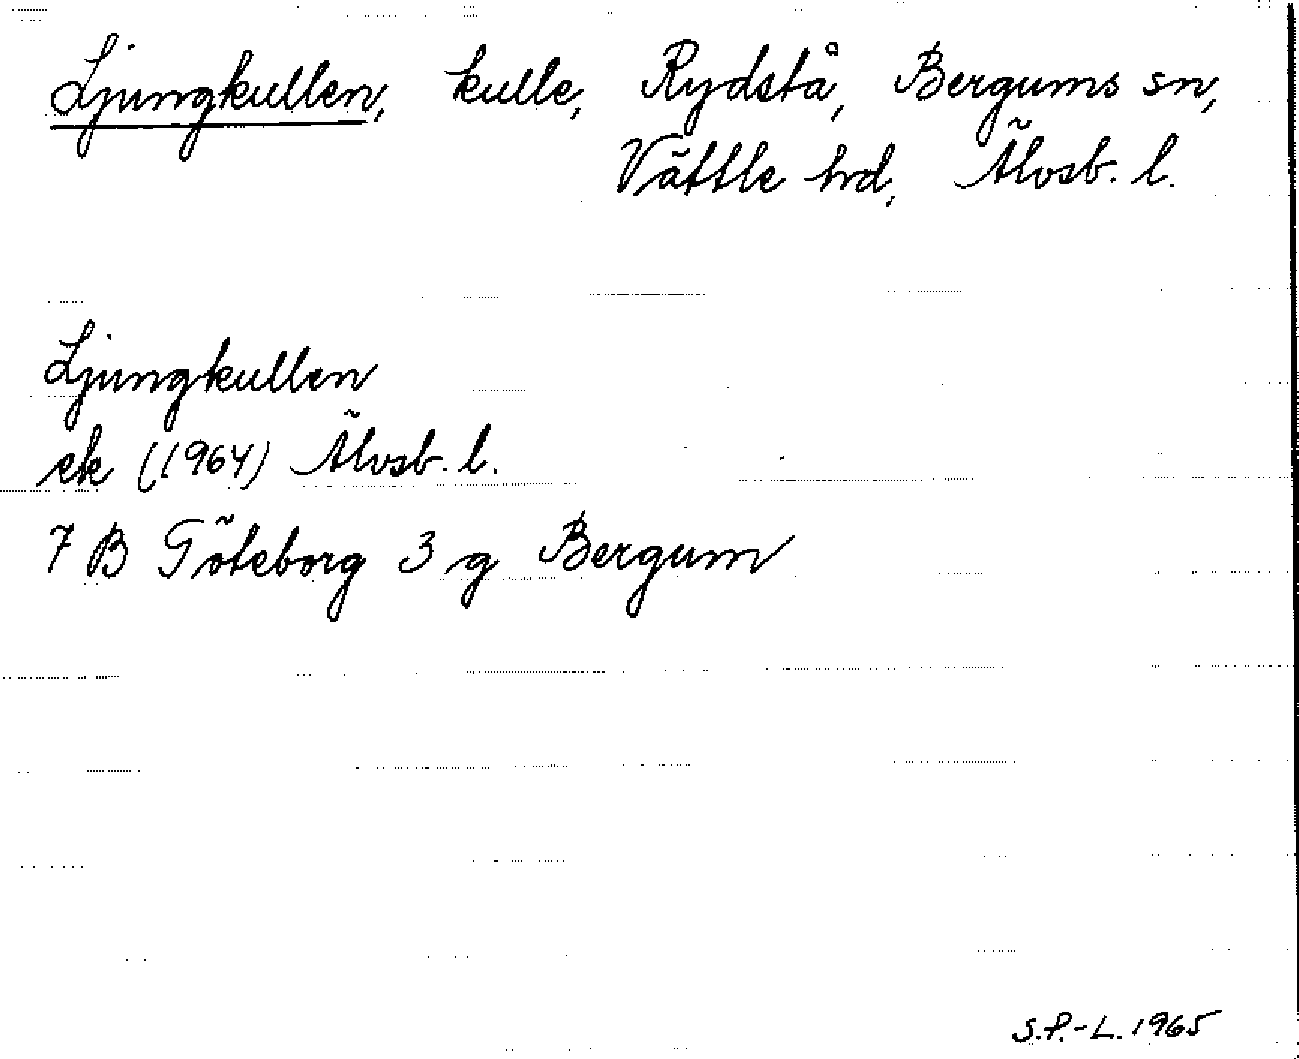 Ljungkullen, kulle, Rydstå, Bergums sn,
Vättle hd, Älvsb. l.
Ljungkullen
ek (1964) Älvsb. l.
7 B Göteborg 3 g Bergum
S.P.-L. 1965